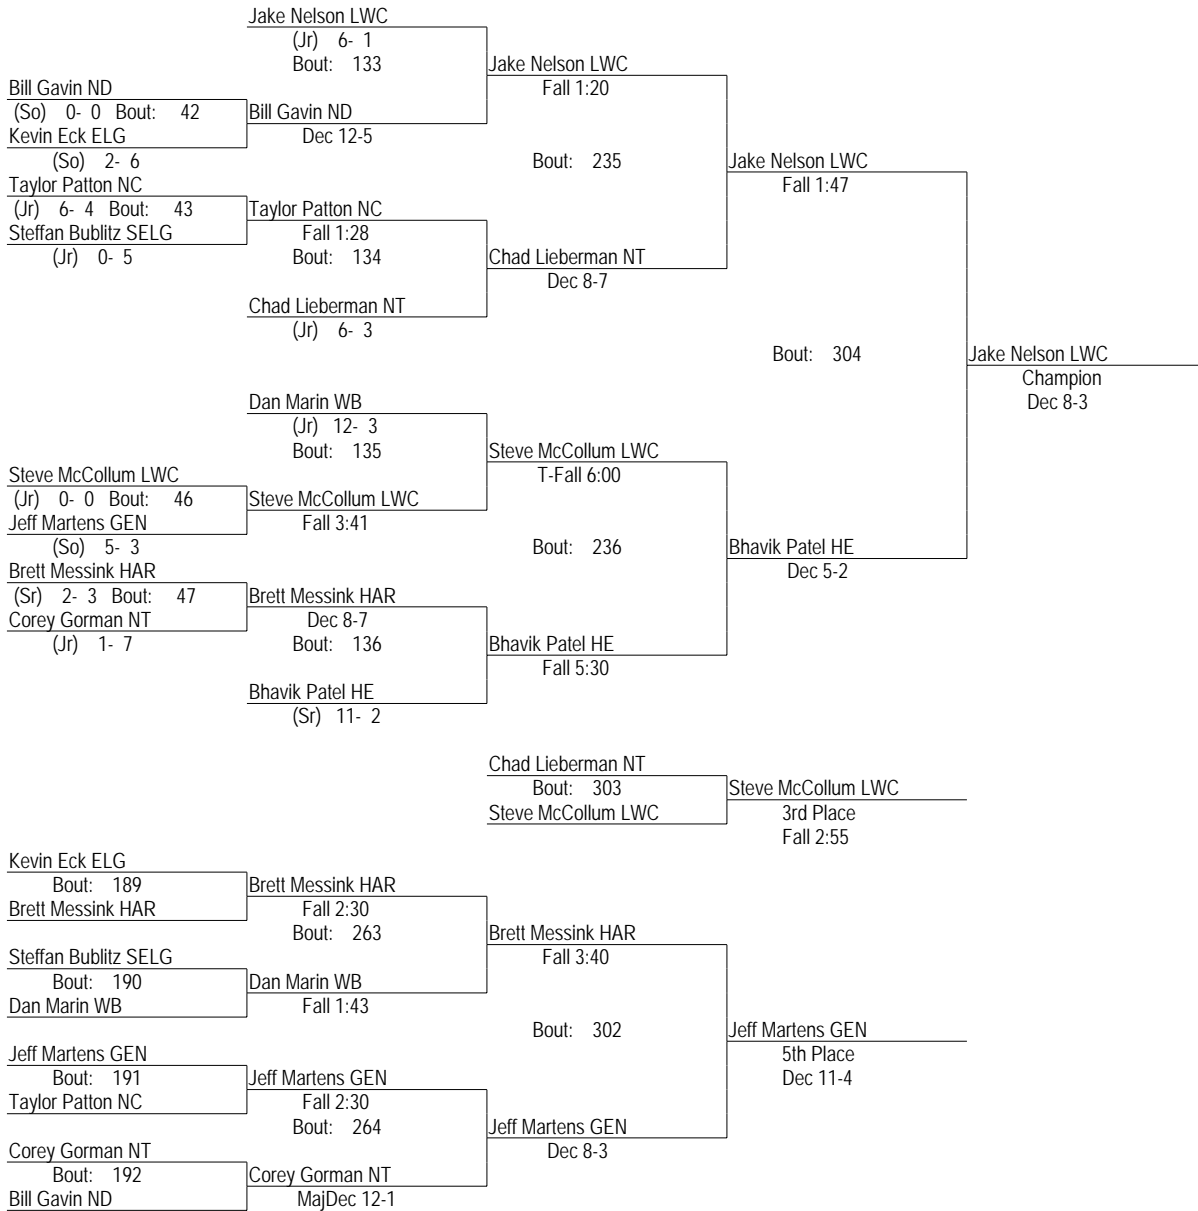 Jake Nelson LWC
(Jr) 6- 1
Bout: 133
Jake Nelson LWC
Fall 1:20
Bill Gavin ND
(So) 0- 0 Bout: 42
Bill Gavin ND
Dec 12-5
Kevin Eck ELG
(So) 2- 6
Bout: 235
Jake Nelson LWC
Fall 1:47
Taylor Patton NC
(Jr) 6- 4 Bout: 43
Taylor Patton NC
Fall 1:28
Steffan Bublitz SELG
(Jr) 0- 5
Bout: 134
Chad Lieberman NT
Dec 8-7
Chad Lieberman NT
(Jr) 6- 3
Bout: 304
Jake Nelson LWC
Champion
Dec 8-3
Dan Marin WB
(Jr) 12- 3
Bout: 135
Steve McCollum LWC
T-Fall 6:00
Steve McCollum LWC
(Jr) 0- 0 Bout: 46
Steve McCollum LWC
Fall 3:41
Jeff Martens GEN
(So) 5- 3
Bout: 236
Bhavik Patel HE
Dec 5-2
Brett Messink HAR
(Sr) 2- 3 Bout: 47
Brett Messink HAR
Dec 8-7
Corey Gorman NT
(Jr) 1- 7
Bout: 136
Bhavik Patel HE
Fall 5:30
Bhavik Patel HE
(Sr) 11- 2
Chad Lieberman NT
Bout: 303
Steve McCollum LWC
Steve McCollum LWC
3rd Place
Fall 2:55
Kevin Eck ELG
Bout: 189
Brett Messink HAR
Brett Messink HAR
Fall 2:30
Bout: 263
Brett Messink HAR
Fall 3:40
Steffan Bublitz SELG
Bout: 190
Dan Marin WB
Dan Marin WB
Fall 1:43
Bout: 302
Jeff Martens GEN
5th Place
Dec 11-4
Jeff Martens GEN
Bout: 191
Taylor Patton NC
Jeff Martens GEN
Fall 2:30
Bout: 264
Jeff Martens GEN
Dec 8-3
Corey Gorman NT
Bout: 192
Bill Gavin ND
Corey Gorman NT
MajDec 12-1